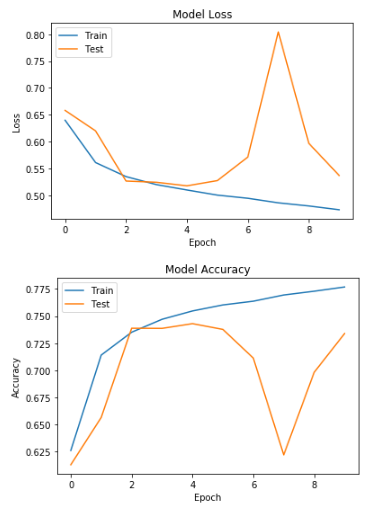 Model Loss
0.80
0.75
0.70
0.65
0.60
0.55
0.50
Loss
Train
Test
0 2 4 6 8
Epoch
Model Accuracy
0.775
0.750
0.725
0.700
0.675
0.650
0.625
Accuracy
Train
Test
0 2 4 6 8
Epoch